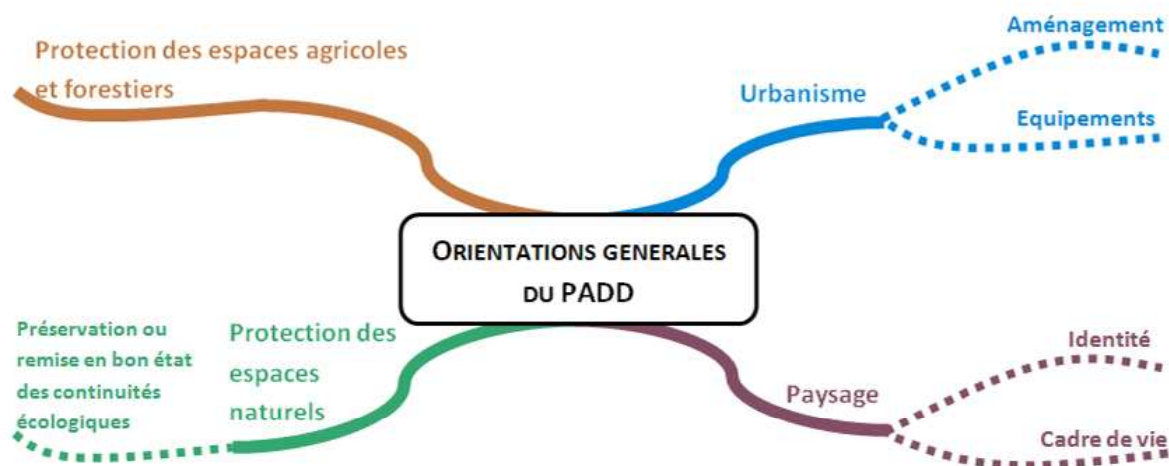 Protection des espaces agricoles
et forestiers
Urbanisme
Aménagement
Equipements
ORIENTATIONS GENERALES
DU PADD
Préservation ou
remise en bon état
des continuités
écologiques
Protection des
espaces
naturels
Paysage
Identité
Cadre de vie